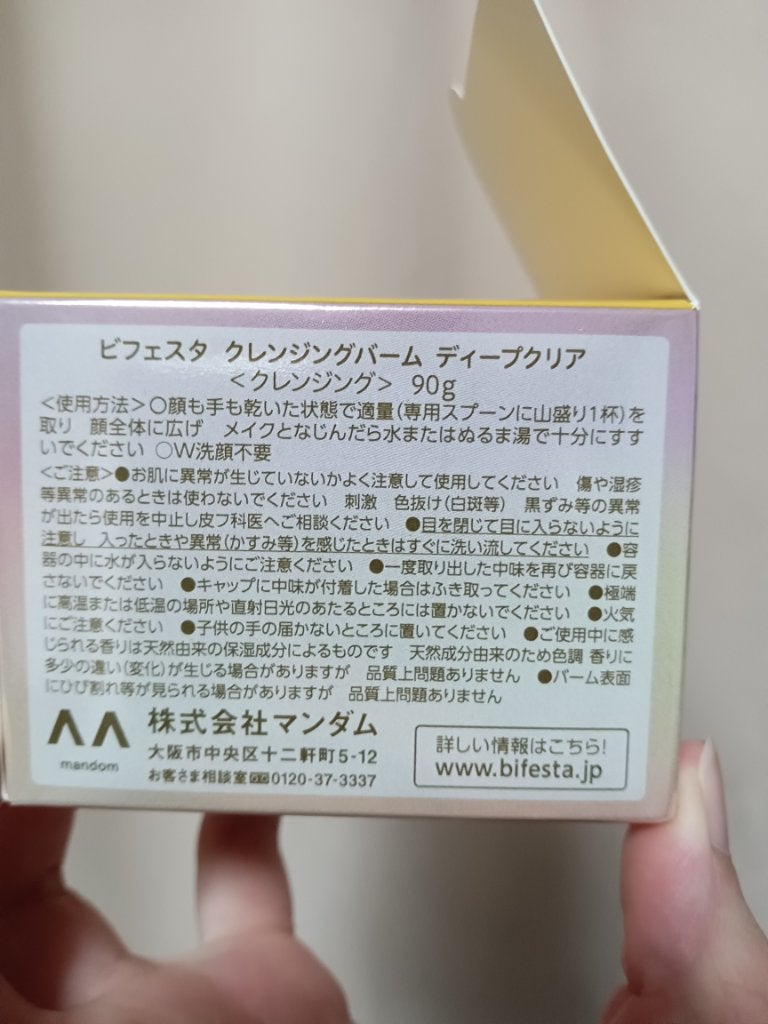 ビフェスタ クレンジングバーム ディープクリア
＜クレンジング＞ 90g
＜使用方法＞○顔も手も乾いた状態で適量(専用スプーンに山盛り1杯)を
取り 顔全体に広げ メイクとなじんだら水またはぬるま湯で十分にすす
いでください ○W洗顔不要
＜ご注意＞●お肌に異常が生じていないかよく注意して使用してください 傷や湿疹
等異常のあるときは使わないでください 刺激 色抜け(白斑等) 黒ずみ等の異常
が出たら使用を中止し皮フ科医へご相談ください ●目を閉じて目に入らないように
注意し 入ったときや異常(かすみ等)を感じたときはすぐに洗い流してください ●容
器の中に水が入らないようにご注意ください ●一度取り出した中味を再び容器に戻
さないでください ●キャップに中味が付着した場合はふき取ってください ●極端
に高温または低温の場所や直射日光のあたるところには置かないでください ●火気
にご注意ください ●子供の手の届かないところに置いてください ●ご使用中に感
じられる香りは天然由来の保湿成分によるものです 天然成分由来のため色調 香りに
多少の違い(変化)が生じる場合がありますが 品質上問題ありません ●バーム表面
にひび割れ等が見られる場合がありますが 品質上問題ありません
mandom
株式会社マンダム
大阪市中央区十二軒町5-12
お客さま相談室 0120-37-3337
詳しい情報はこちら!
www.bifesta.jp